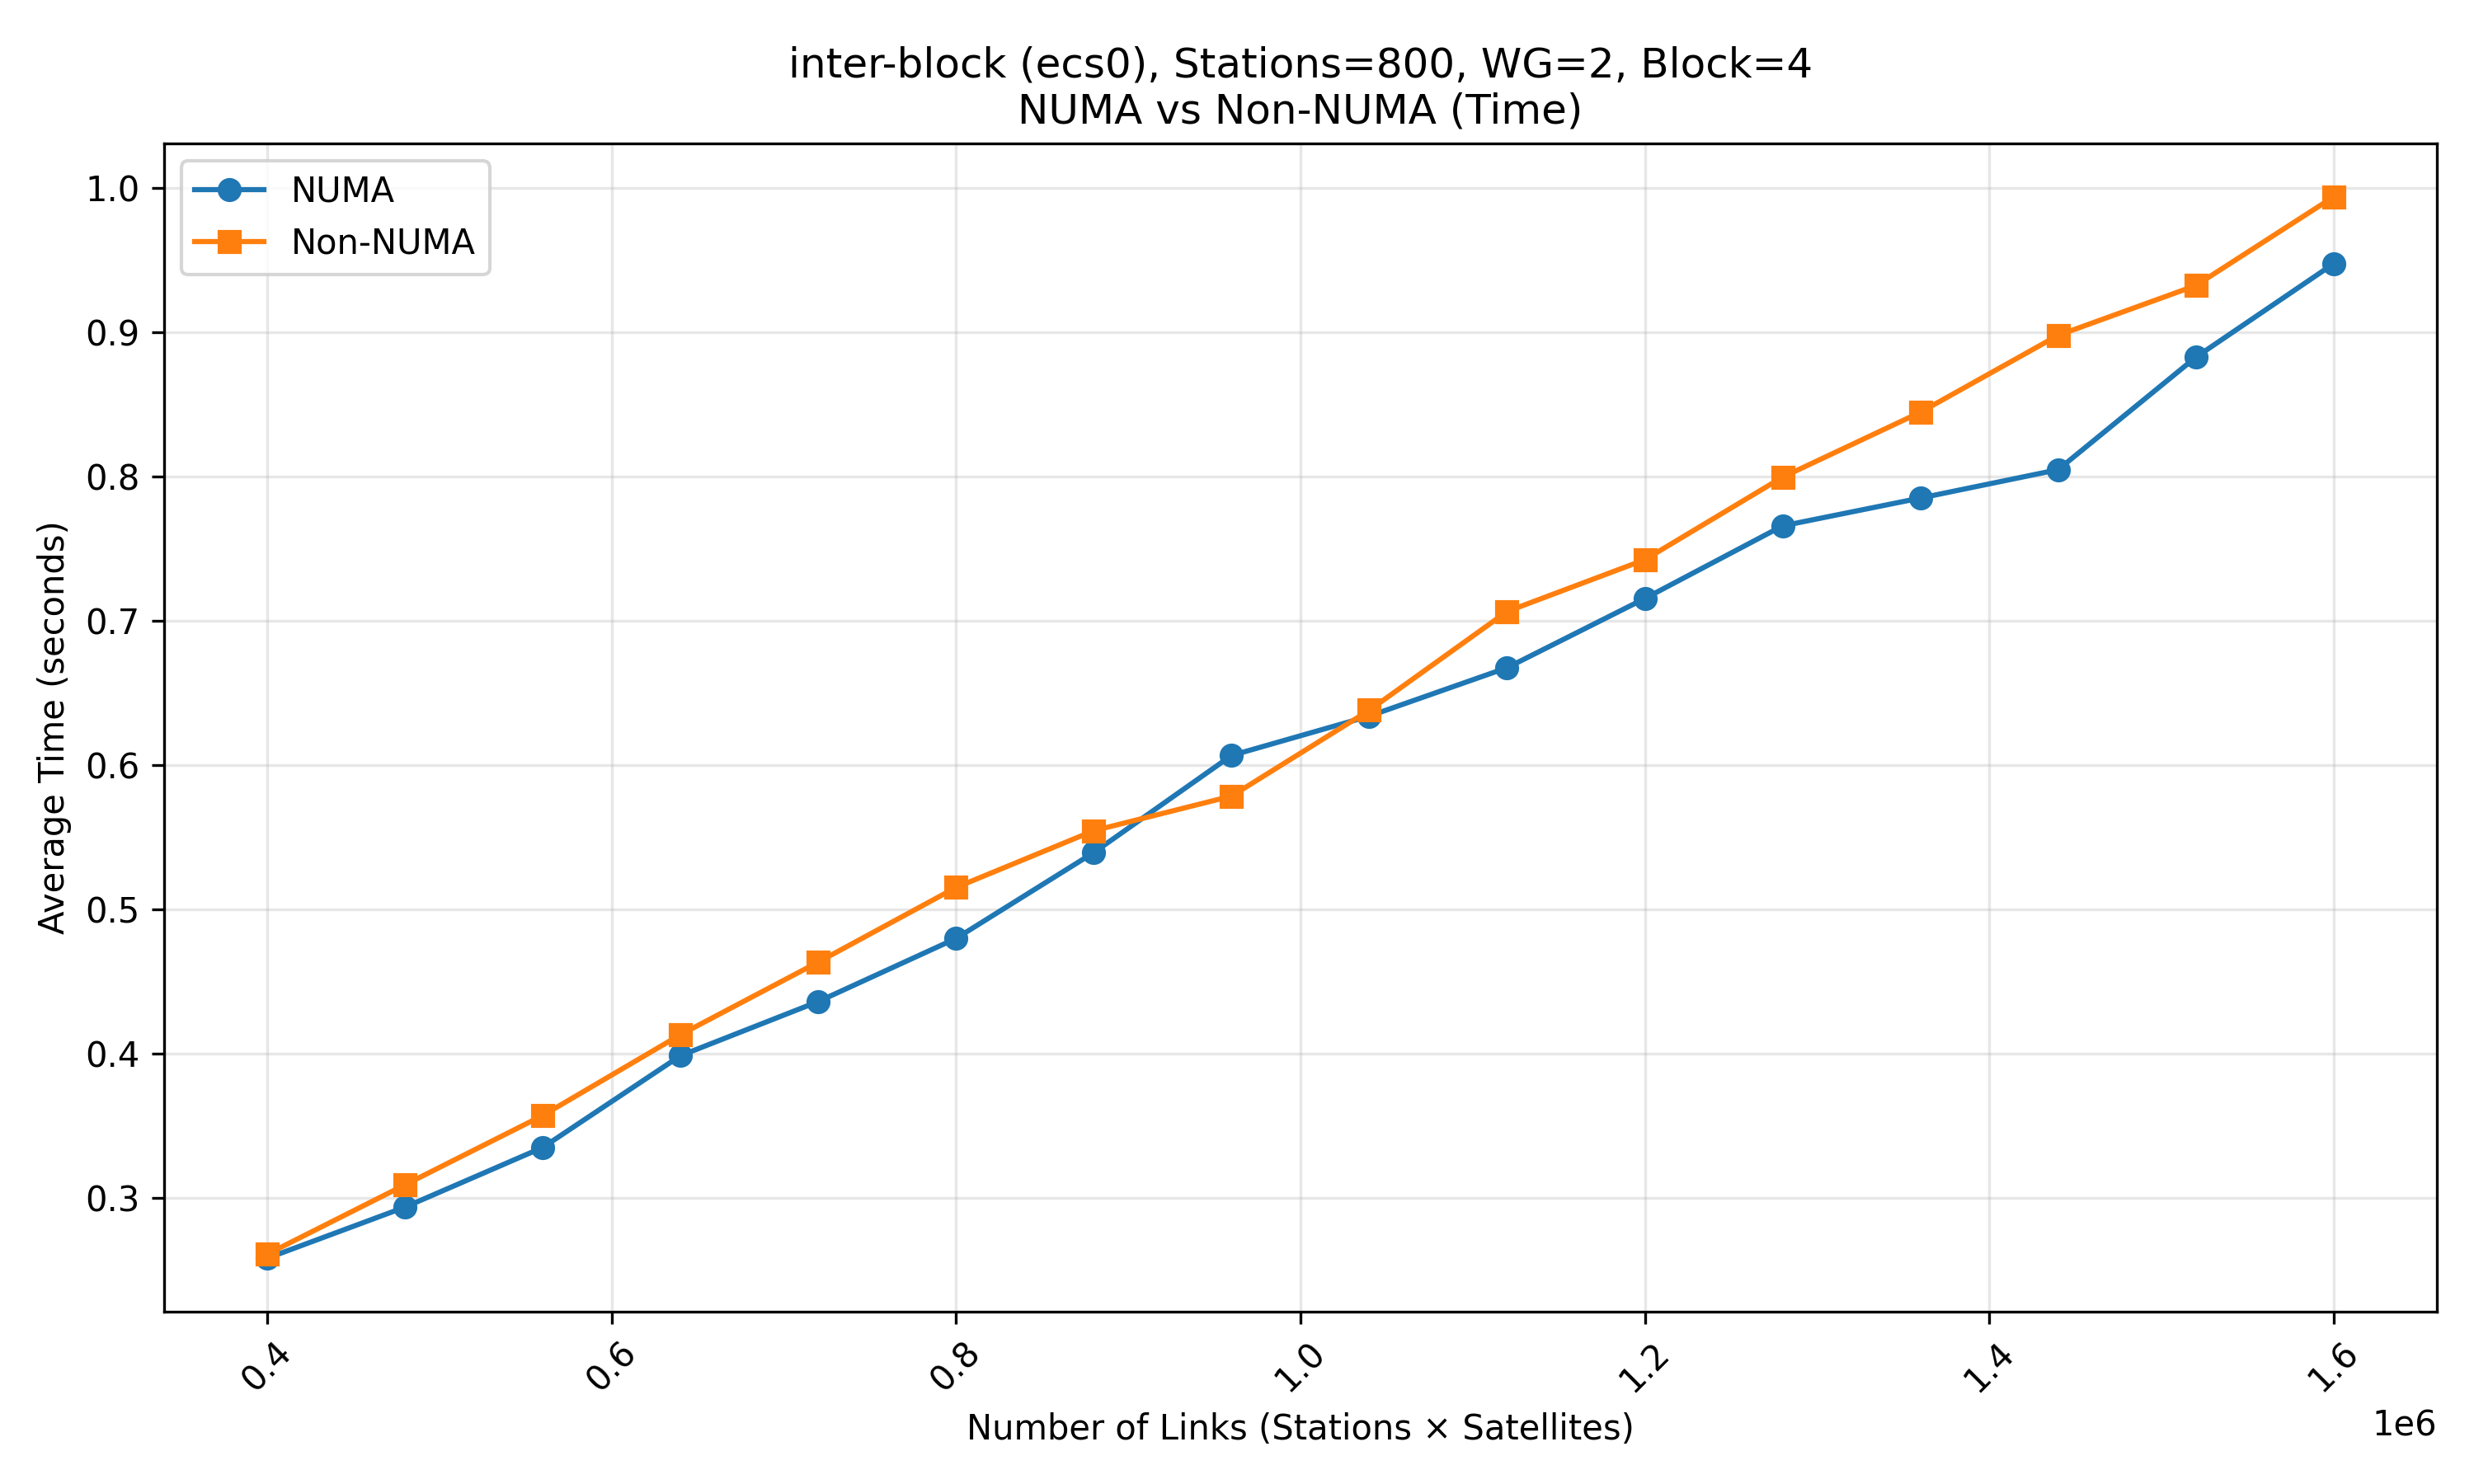 inter-block (ecs0), Stations=800, WG=2, Block=4
NUMA vs Non-NUMA (Time)
NUMA
Non-NUMA
Average Time (seconds)
1.0
0.9
0.8
0.7
0.6
0.5
0.4
0.3
0.4
0.6
0.8
1.0
1.2
1.4
1.6
1e6
Number of Links (Stations × Satellites)